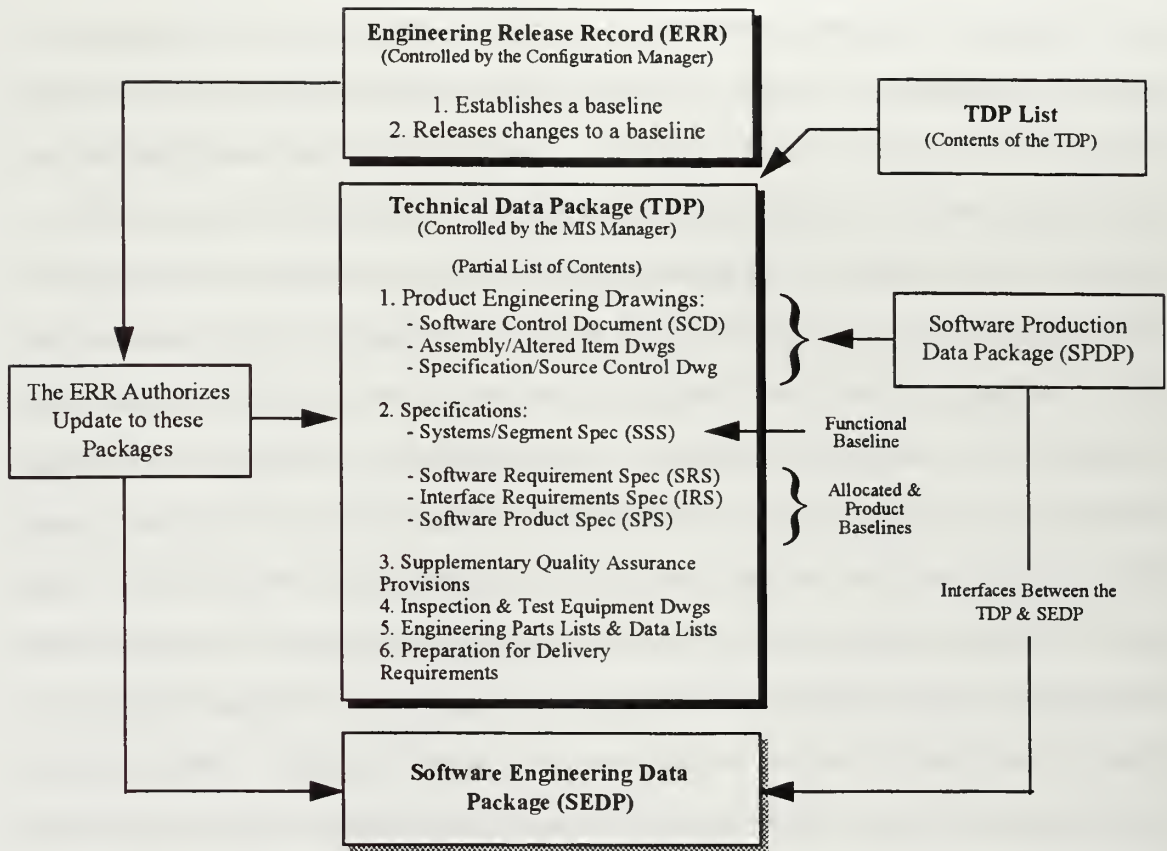 Engineering Release Record (ERR)
(Controlled by the Configuration Manager)
1. Establishes a baseline
2. Releases changes to a baseline
TDP List
(Contents of the TDP)
Technical Data Package (TDP)
(Controlled by the MIS Manager)
(Partial List of Contents)
1. Product Engineering Drawings:
- Software Control Document (SCD)
- Assembly/Altered Item Dwgs
- Specification/Source Control Dwg
Software Production
Data Package (SPDP)
The ERR Authorizes
Update to these
Packages
2. Specifications:
- Systems/Segment Spec (SSS)
Functional
Baseline
- Software Requirement Spec (SRS)
- Interface Requirements Spec (IRS)
- Software Product Spec (SPS)
Allocated &
Product
Baselines
3. Supplementary Quality Assurance
Provisions
4. Inspection & Test Equipment Dwgs
5. Engineering Parts Lists & Data Lists
6. Preparation for Delivery
Requirements
Interfaces Between the
TDP & SEDP
Software Engineering Data
Package (SEDP)